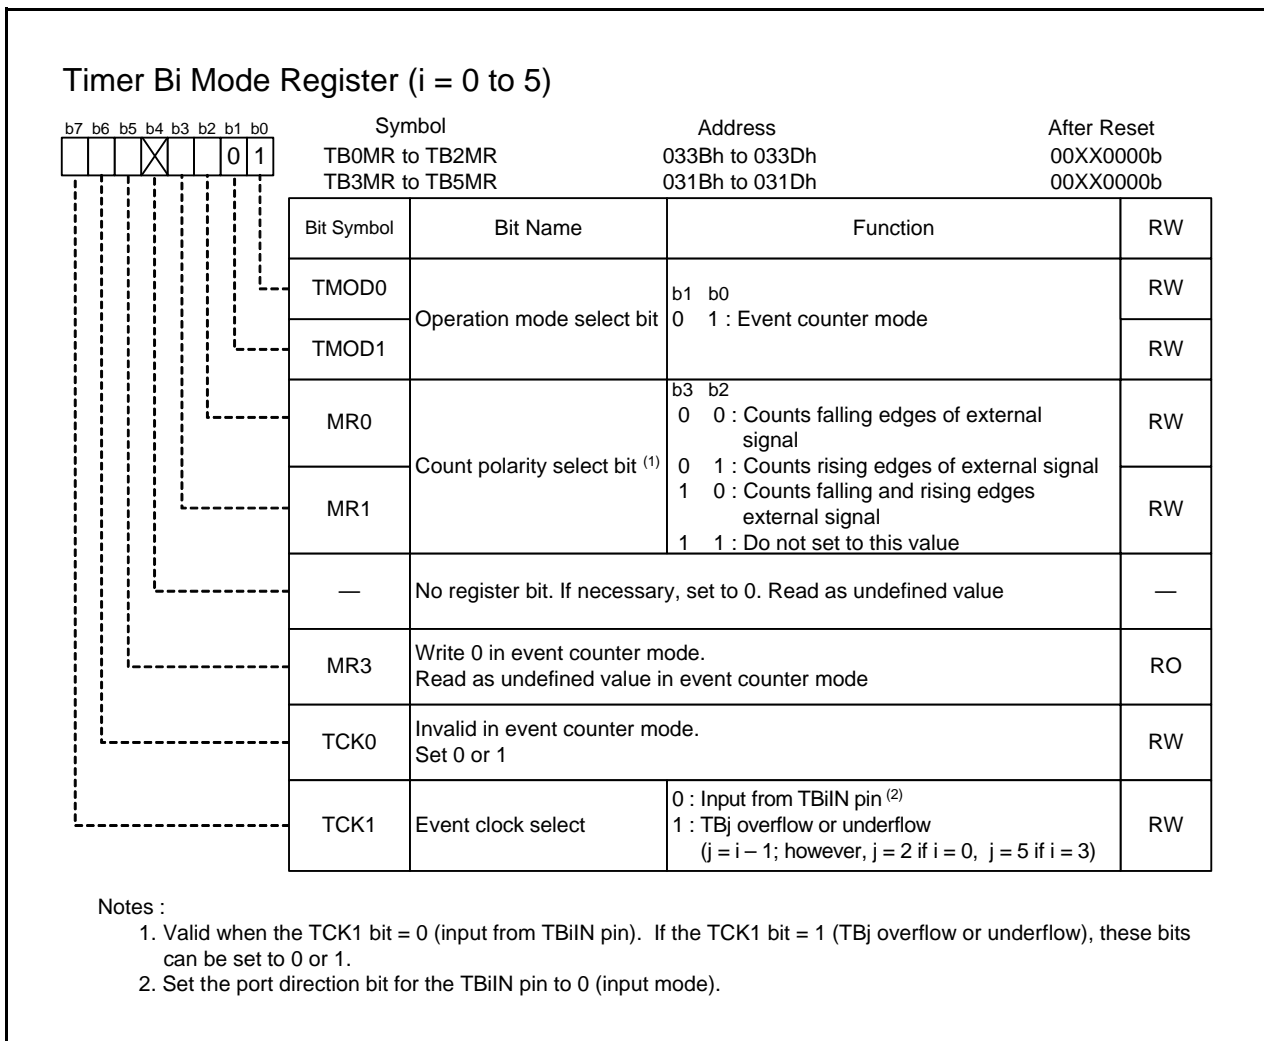 Timer Bi Mode Register (i = 0 to 5)
b7 b6 b5 b4 b3 b2 b1 b0
0 1
Symbol Address After Reset
TB0MR to TB2MR 033Bh to 033Dh 00XX0000b
TB3MR to TB5MR 031Bh to 031Dh 00XX0000b
Bit Symbol Bit Name Function RW
TMOD0 RW
Operation mode select bit
b1 b0
0 1 : Event counter mode
TMOD1 RW
MR0 RW
Count polarity select bit (1)
b3 b2
0 0 : Counts falling edges of external
signal
0 1 : Counts rising edges of external signal
1 0 : Counts falling and rising edges
external signal
1 1 : Do not set to this value
MR1 RW
— No register bit. If necessary, set to 0. Read as undefined value —
MR3 Write 0 in event counter mode. RO
Read as undefined value in event counter mode
TCK0 Invalid in event counter mode. RW
Set 0 or 1
TCK1 Event clock select RW
0 : Input from TBiIN pin (2)
1 : TBj overflow or underflow
(j = i – 1; however, j = 2 if i = 0, j = 5 if i = 3)
Notes :
1. Valid when the TCK1 bit = 0 (input from TBiIN pin). If the TCK1 bit = 1 (TBj overflow or underflow), these bits
can be set to 0 or 1.
2. Set the port direction bit for the TBiIN pin to 0 (input mode).